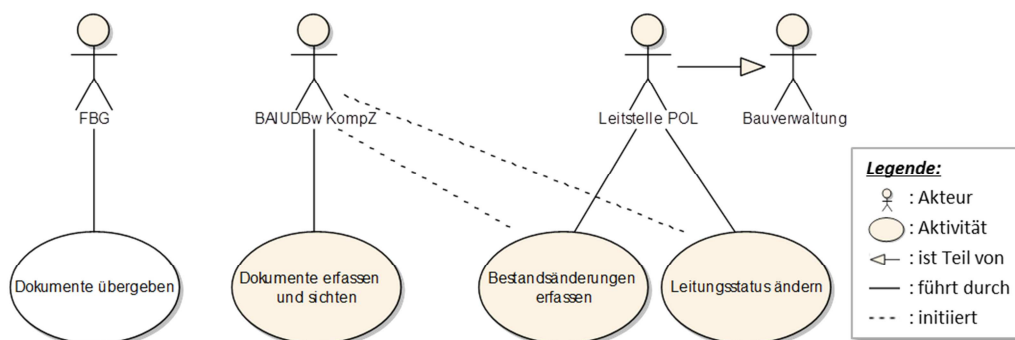 FBG
BAIUDBw KompZ
Leitstelle POL
Bauverwaltung
Dokumente übergeben
Dokumente erfassen
und sichten
Bestandsänderungen
erfassen
Leitungsstatus ändern
Legende:
: Akteur
: Aktivität
: ist Teil von
: führt durch
: initiiert